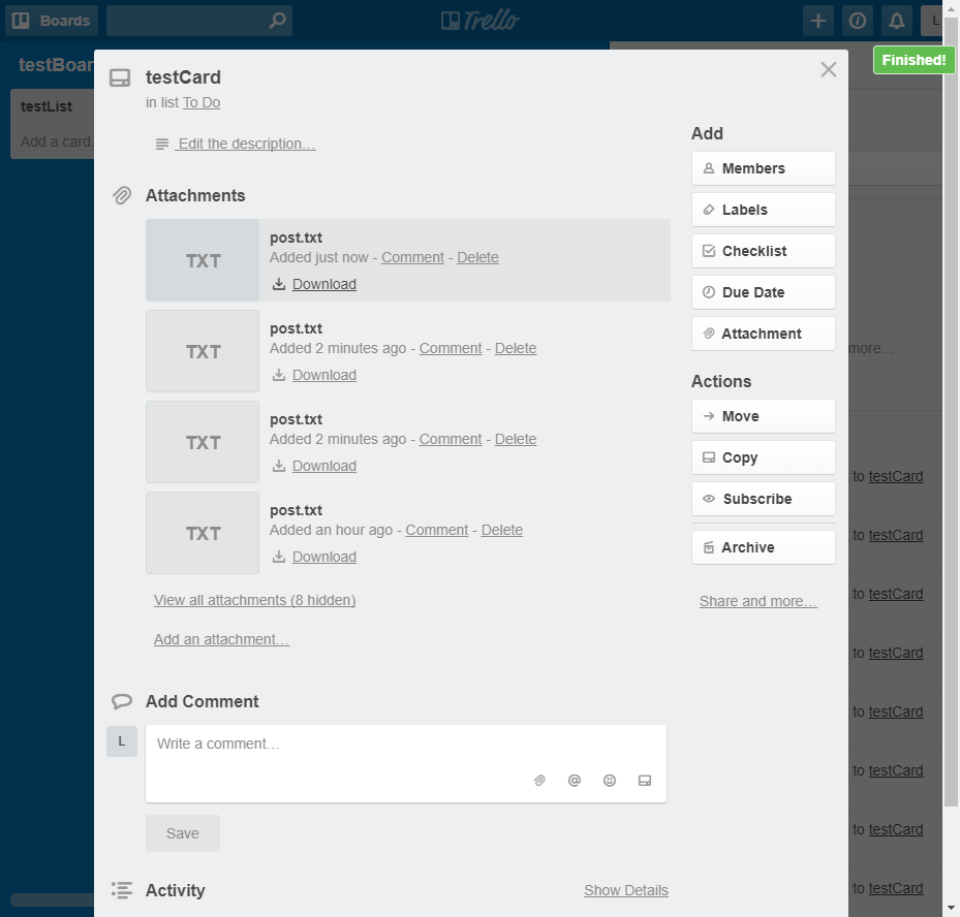 Boards
Trello
L
testBoar
Finished!
testList
Add a card.
testCard
in list To Do
Edit the description…
Attachments
TXT
post.txt
Added just now - Comment - Delete
Download
TXT
post.txt
Added 2 minutes ago - Comment - Delete
Download
TXT
post.txt
Added 2 minutes ago - Comment - Delete
Download
TXT
post.txt
Added an hour ago - Comment - Delete
Download
View all attachments (8 hidden)
Add an attachment…
Add Comment
L
Write a comment…
Save
Activity
Show Details
Add
Members
Labels
Checklist
Due Date
Attachment
Actions
Move
Copy
Subscribe
Archive
Share and more…
more...
to testCard
to testCard
to testCard
to testCard
to testCard
to testCard
to testCard
to testCard